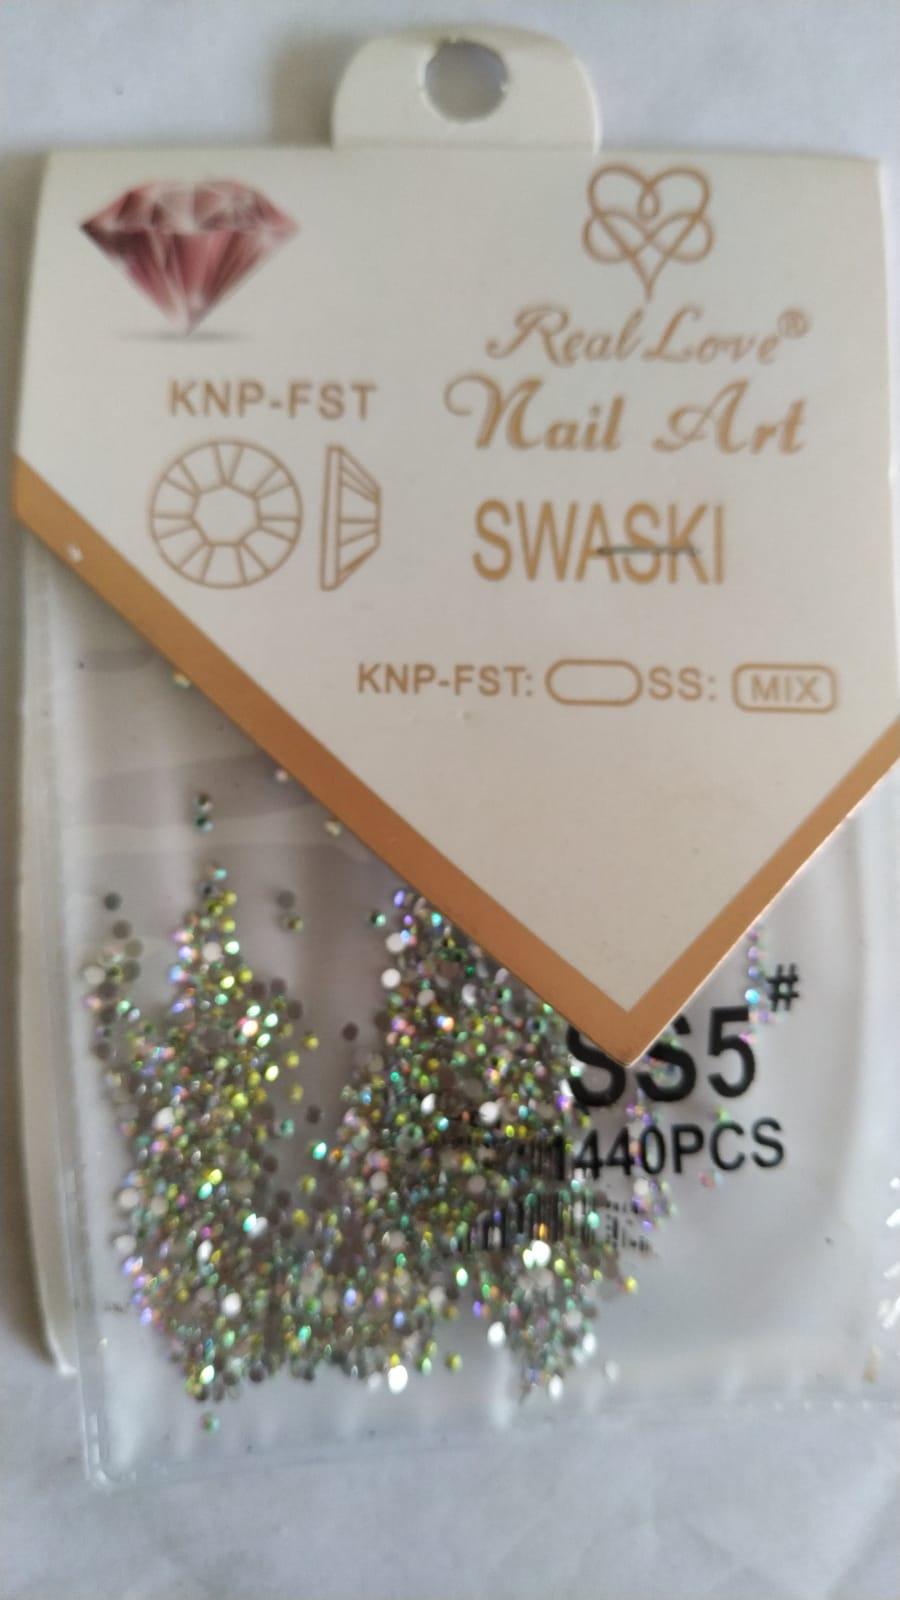 Real Love®
Nail Art
KNP-FST
SWASKI
KNP-FST: SS: MIX
SS5#
1440PCS